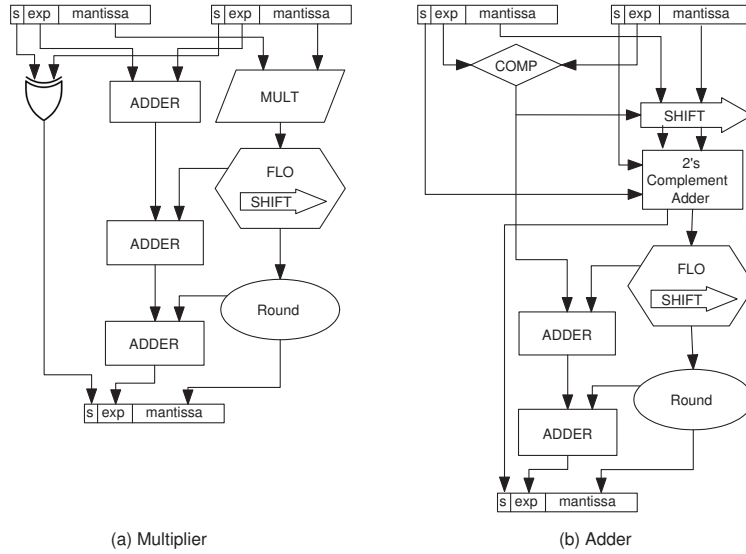 s exp mantissa
s exp mantissa
ADDER
MULT
FLO
SHIFT
ADDER
Round
ADDER
s exp mantissa
(a) Multiplier
s exp mantissa
s exp mantissa
COMP
SHIFT
2's
Complement
Adder
FLO
SHIFT
ADDER
Round
ADDER
s exp mantissa
(b) Adder